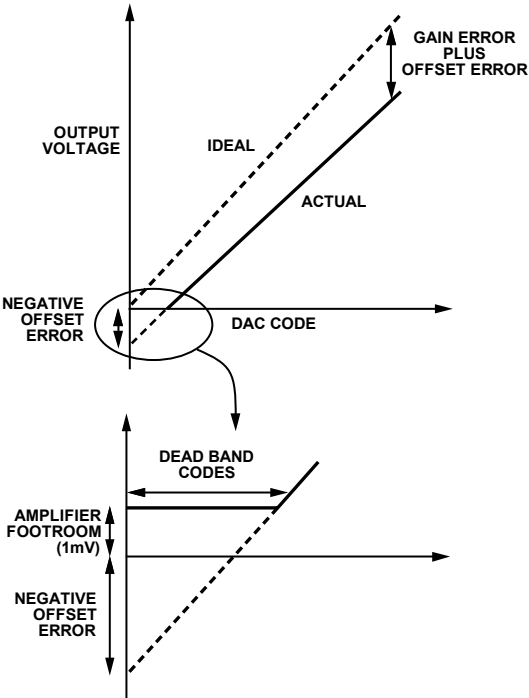 GAIN ERROR
PLUS
OFFSET ERROR
OUTPUT
VOLTAGE
IDEAL
ACTUAL
NEGATIVE
OFFSET
ERROR
DAC CODE
DEAD BAND
CODES
AMPLIFIER
FOOTROOM
(1mV)
NEGATIVE
OFFSET
ERROR